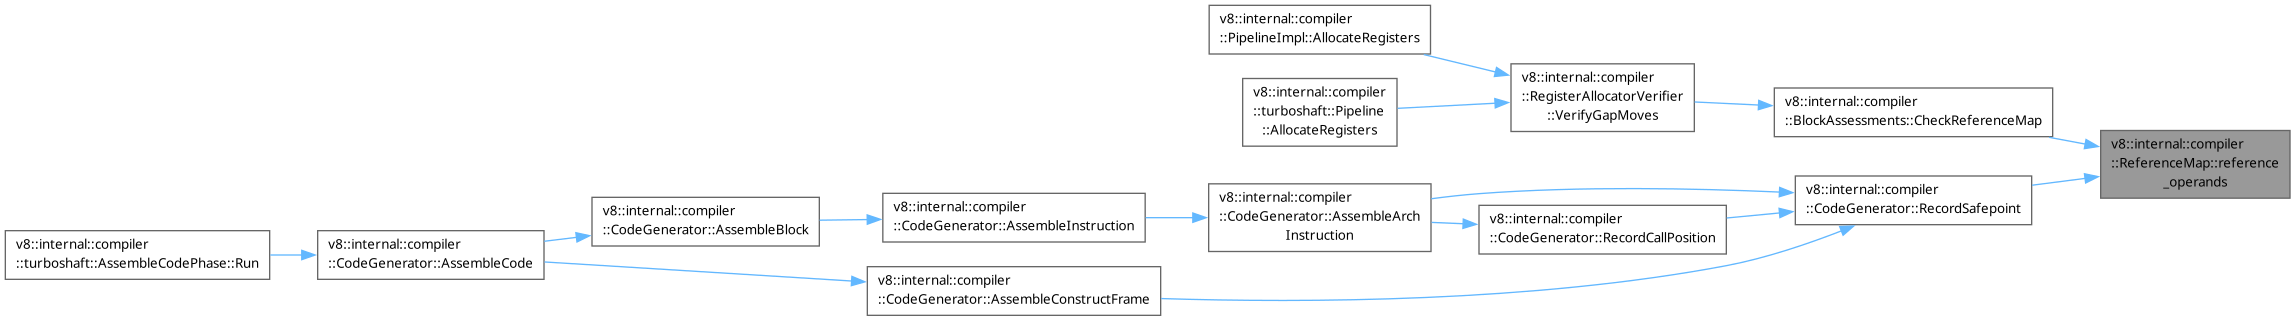 v8::internal::compiler
::PipelineImpl::AllocateRegisters
v8::internal::compiler
::turboshaft::Pipeline
::AllocateRegisters
v8::internal::compiler
::RegisterAllocatorVerifier
::VerifyGapMoves
v8::internal::compiler
::BlockAssessments::CheckReferenceMap
v8::internal::compiler
::ReferenceMap::reference
_operands
v8::internal::compiler
::turboshaft::AssembleCodePhase::Run
v8::internal::compiler
::CodeGenerator::AssembleCode
v8::internal::compiler
::CodeGenerator::AssembleBlock
v8::internal::compiler
::CodeGenerator::AssembleInstruction
v8::internal::compiler
::CodeGenerator::AssembleArch
Instruction
v8::internal::compiler
::CodeGenerator::RecordCallPosition
v8::internal::compiler
::CodeGenerator::RecordSafepoint
v8::internal::compiler
::CodeGenerator::AssembleConstructFrame